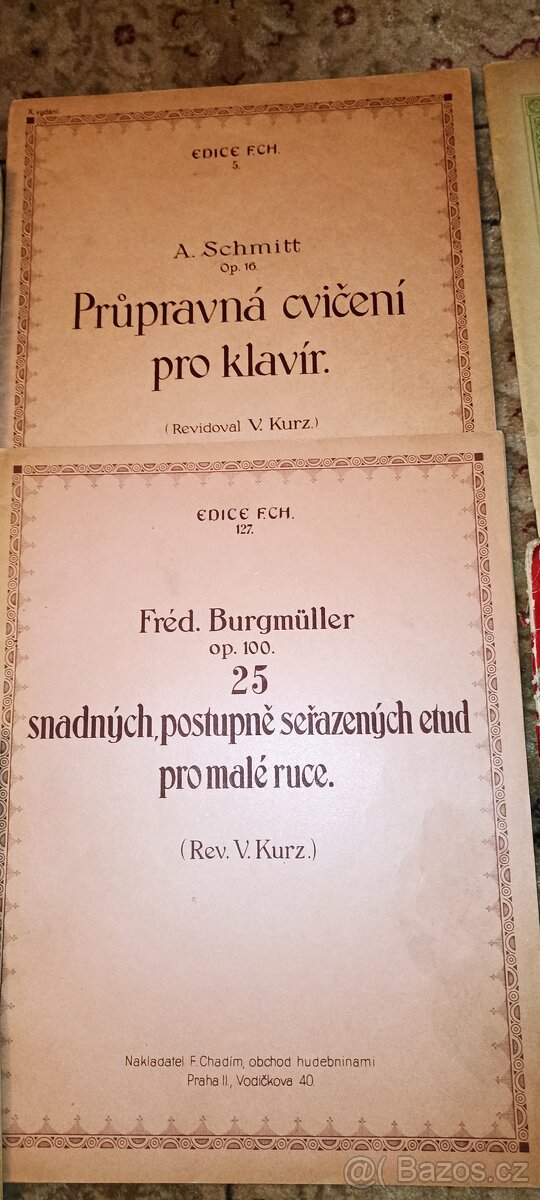 X. vydání.
EDICE F.CH.
5.
A. Schmitt
Op. 16.
Průpravná cvičení
pro klavír.
(Revidoval V. Kurz.)
EDICE F.CH.
127.
Fréd. Burgmüller
op. 100.
25
snadných, postupně seřazených etud
pro malé ruce.
(Rev. V. Kurz.)
Nakladatel F. Chadím, obchod hudebninami
Praha II., Vodičkova 40.
Bazos.cz